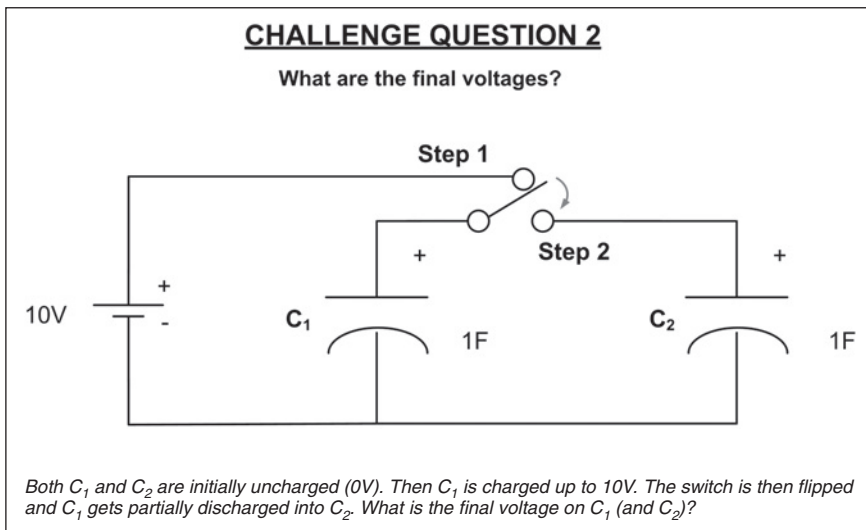 CHALLENGE QUESTION 2
What are the final voltages?
Step 1
Step 2
+
+
+
10V
-
C₁
1F
C₂
1F
Both C₁ and C₂ are initially uncharged (0V). Then C₁ is charged up to 10V. The switch is then flipped
and C₁ gets partially discharged into C₂. What is the final voltage on C₁ (and C₂)?